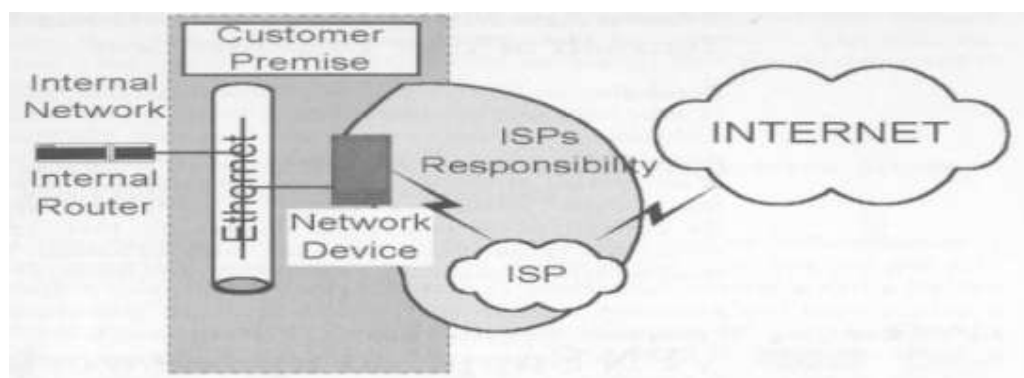 Customer
Premise
Internal
Network
Internal
Router
Ethernet
Network
Device
ISPs
Responsibility
ISP
INTERNET